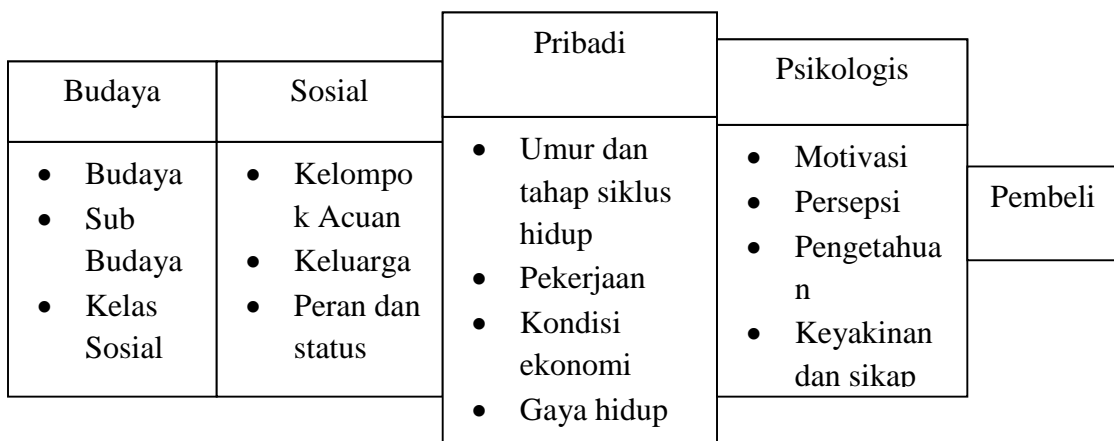 Budaya
Budaya
Sub
Budaya
Kelas
Sosial
Sosial
Kelompo
k Acuan
Keluarga
Peran dan
status
Pribadi
Umur dan
tahap siklus
hidup
Pekerjaan
Kondisi
ekonomi
Gaya hidup
Psikologis
Motivasi
Persepsi
Pengetahua
n
Keyakinan
dan sikap
Pembeli